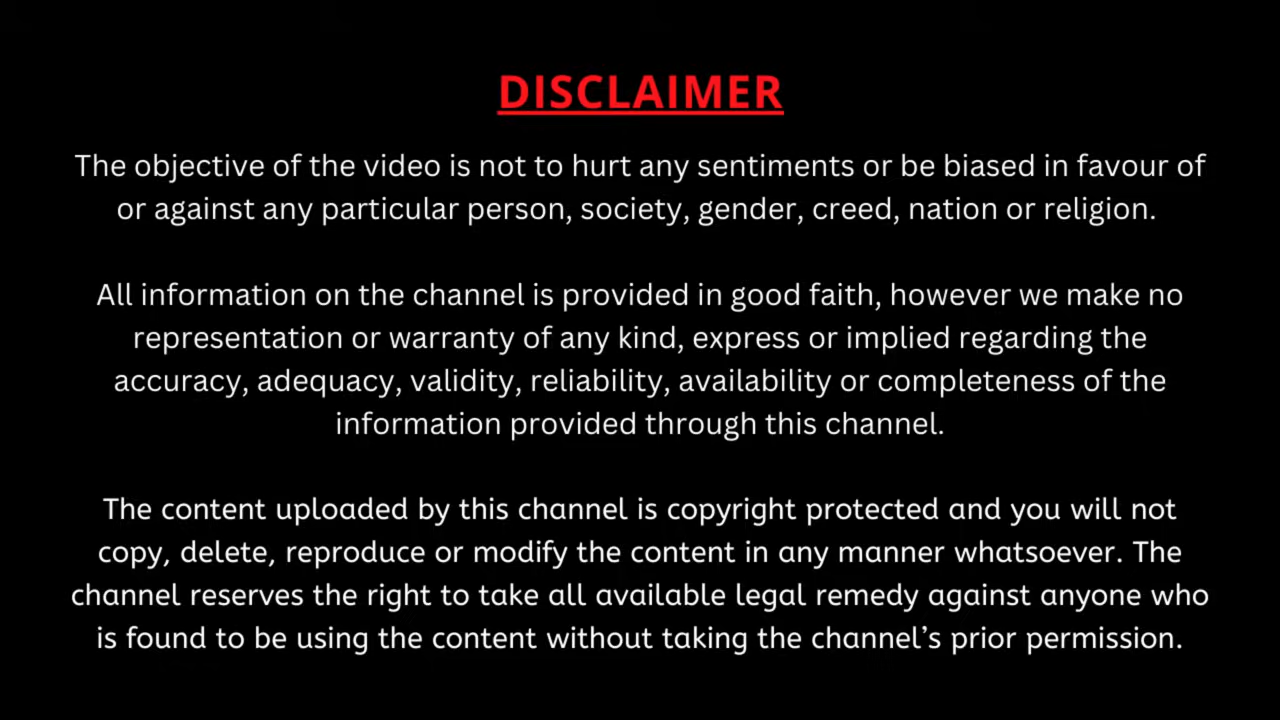 DISCLAIMER
The objective of the video is not to hurt any sentiments or be biased in favour of
or against any particular person, society, gender, creed, nation or religion.
All information on the channel is provided in good faith, however we make no
representation or warranty of any kind, express or implied regarding the
accuracy, adequacy, validity, reliability, availability or completeness of the
information provided through this channel.
The content uploaded by this channel is copyright protected and you will not
copy, delete, reproduce or modify the content in any manner whatsoever. The
channel reserves the right to take all available legal remedy against anyone who
is found to be using the content without taking the channel’s prior permission.